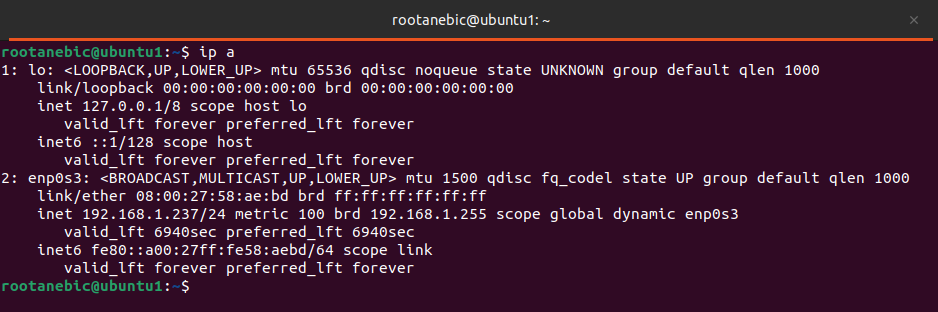 rootanebic@ubuntu1: ~
rootanebic@ubuntu1:~$ ip a
1: lo: <LOOPBACK,UP,LOWER_UP> mtu 65536 qdisc noqueue state UNKNOWN group default qlen 1000
    link/loopback 00:00:00:00:00:00 brd 00:00:00:00:00:00
    inet 127.0.0.1/8 scope host lo
       valid_lft forever preferred_lft forever
    inet6 ::1/128 scope host
       valid_lft forever preferred_lft forever
2: enp0s3: <BROADCAST,MULTICAST,UP,LOWER_UP> mtu 1500 qdisc fq_codel state UP group default qlen 1000
    link/ether 08:00:27:58:ae:bd brd ff:ff:ff:ff:ff:ff
    inet 192.168.1.237/24 metric 100 brd 192.168.1.255 scope global dynamic enp0s3
       valid_lft 6940sec preferred_lft 6940sec
    inet6 fe80::a00:27ff:fe58:aebd/64 scope link
       valid_lft forever preferred_lft forever
rootanebic@ubuntu1:~$